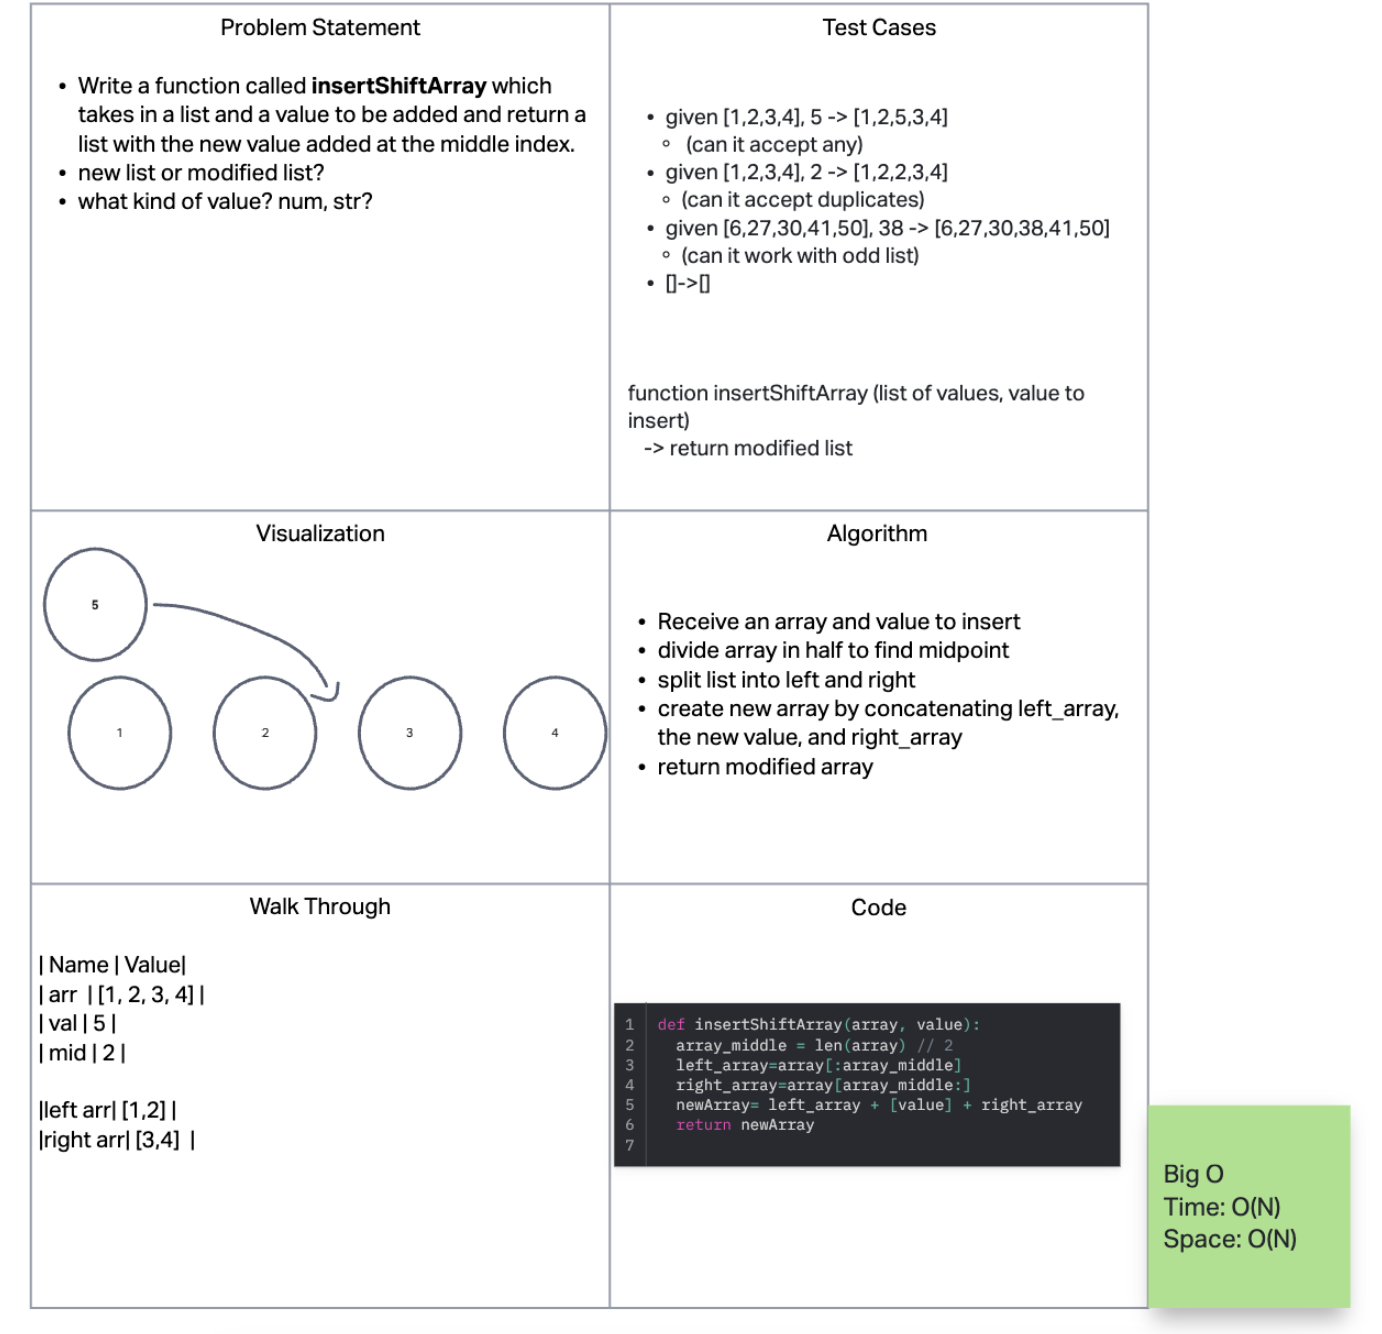 Problem Statement
• Write a function called insertShiftArray which
takes in a list and a value to be added and return a
list with the new value added at the middle index.
• new list or modified list?
• what kind of value? num, str?
Test Cases
• given [1,2,3,4], 5 -> [1,2,5,3,4]
◦ (can it accept any)
• given [1,2,3,4], 2 -> [1,2,2,3,4]
◦ (can it accept duplicates)
• given [6,27,30,41,50], 38 -> [6,27,30,38,41,50]
◦ (can it work with odd list)
• []->[]
function insertShiftArray (list of values, value to
insert)
-> return modified list
Visualization
5
1 2 3 4
Algorithm
• Receive an array and value to insert
• divide array in half to find midpoint
• split list into left and right
• create new array by concatenating left_array,
the new value, and right_array
• return modified array
Walk Through
| Name | Value|
| arr | [1, 2, 3, 4] |
| val | 5 |
| mid | 2 |
|left arr| [1,2] |
|right arr| [3,4] |
Code
1 def insertShiftArray(array, value):
2 array_middle = len(array) // 2
3 left_array=array[:array_middle]
4 right_array=array[array_middle:]
5 newArray= left_array + [value] + right_array
6 return newArray
7
Big O
Time: O(N)
Space: O(N)